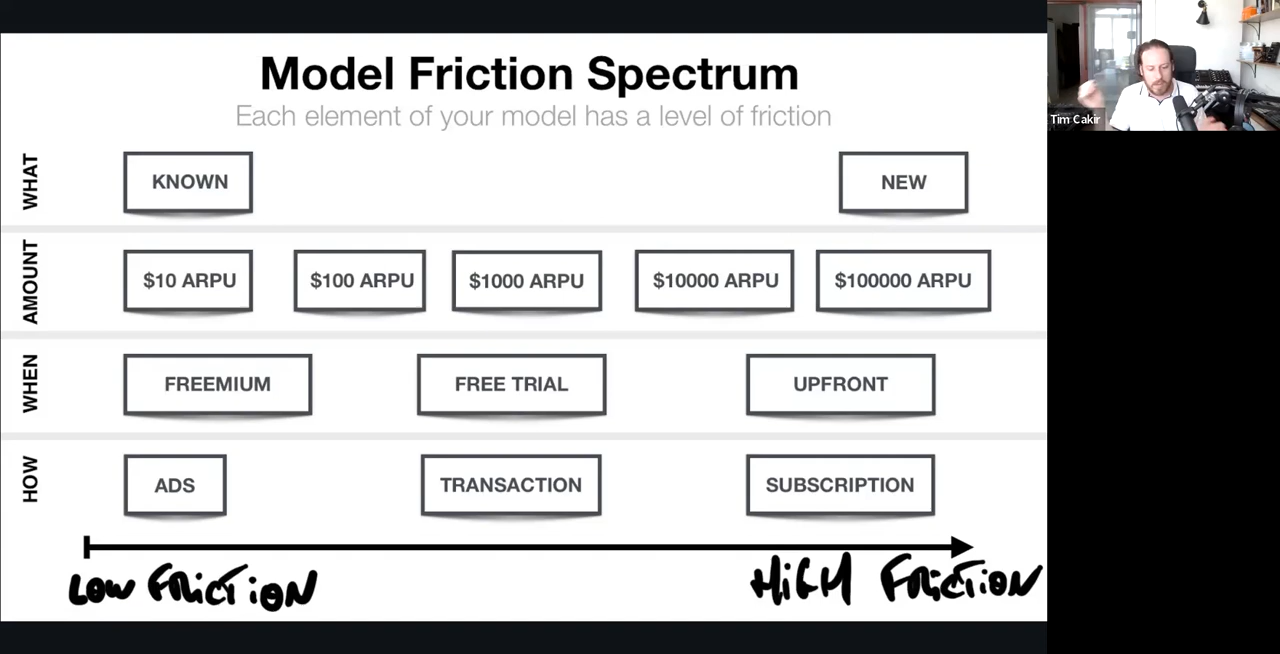 Model Friction Spectrum
Each element of your model has a level of friction
Tim Cakir
WHAT
KNOWN
NEW
AMOUNT
$10 ARPU
$100 ARPU
$1000 ARPU
$10000 ARPU
$100000 ARPU
WHEN
FREEMIUM
FREE TRIAL
UPFRONT
HOW
ADS
TRANSACTION
SUBSCRIPTION
LOW FRiCTiON
HiGH FRiCTiON